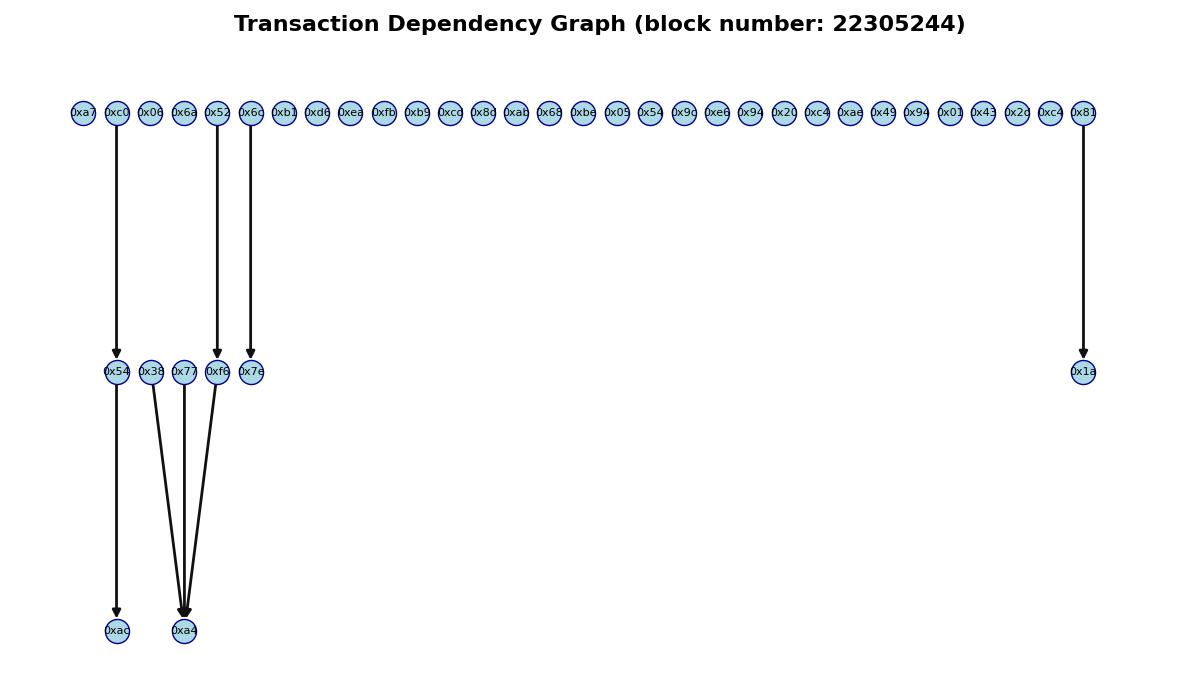 Transaction Dependency Graph (block number: 22305244)
0xa7 0xc0 0x06 0x6a 0x52 0x6c 0xb1 0xd6 0xea 0xfb 0xb9 0xcd 0x8d 0xab 0x68 0xbe 0x05 0x54 0x9c 0xe6 0x94 0x20 0xc4 0xae 0x49 0x94 0x01 0x43 0x2d 0xc4 0x81
0x54 0x38 0x77 0xf6 0x7e 0x1a
0xac 0xa4